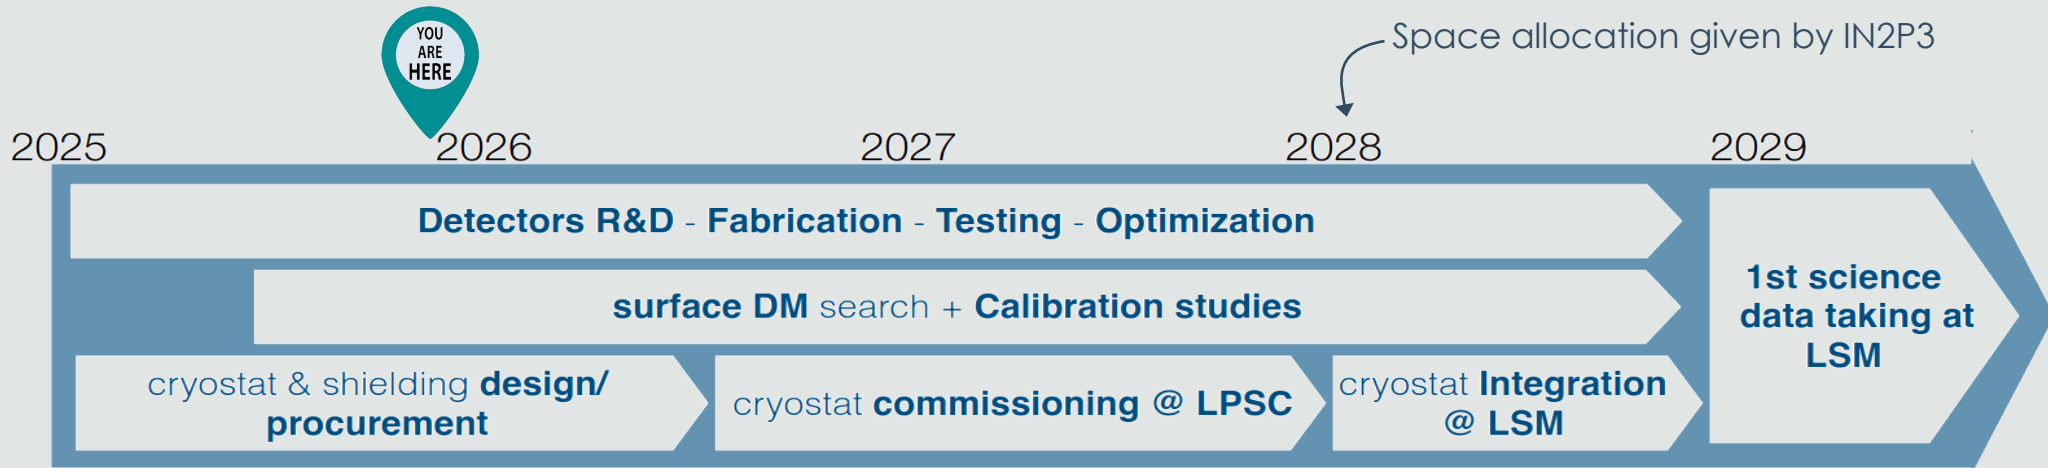 YOU
ARE
HERE
Space allocation given by IN2P3
2025 2026 2027 2028 2029
Detectors R&D - Fabrication - Testing - Optimization
surface DM search + Calibration studies
cryostat & shielding design/
procurement
cryostat commissioning @ LPSC
cryostat Integration
@ LSM
1st science
data taking at
LSM